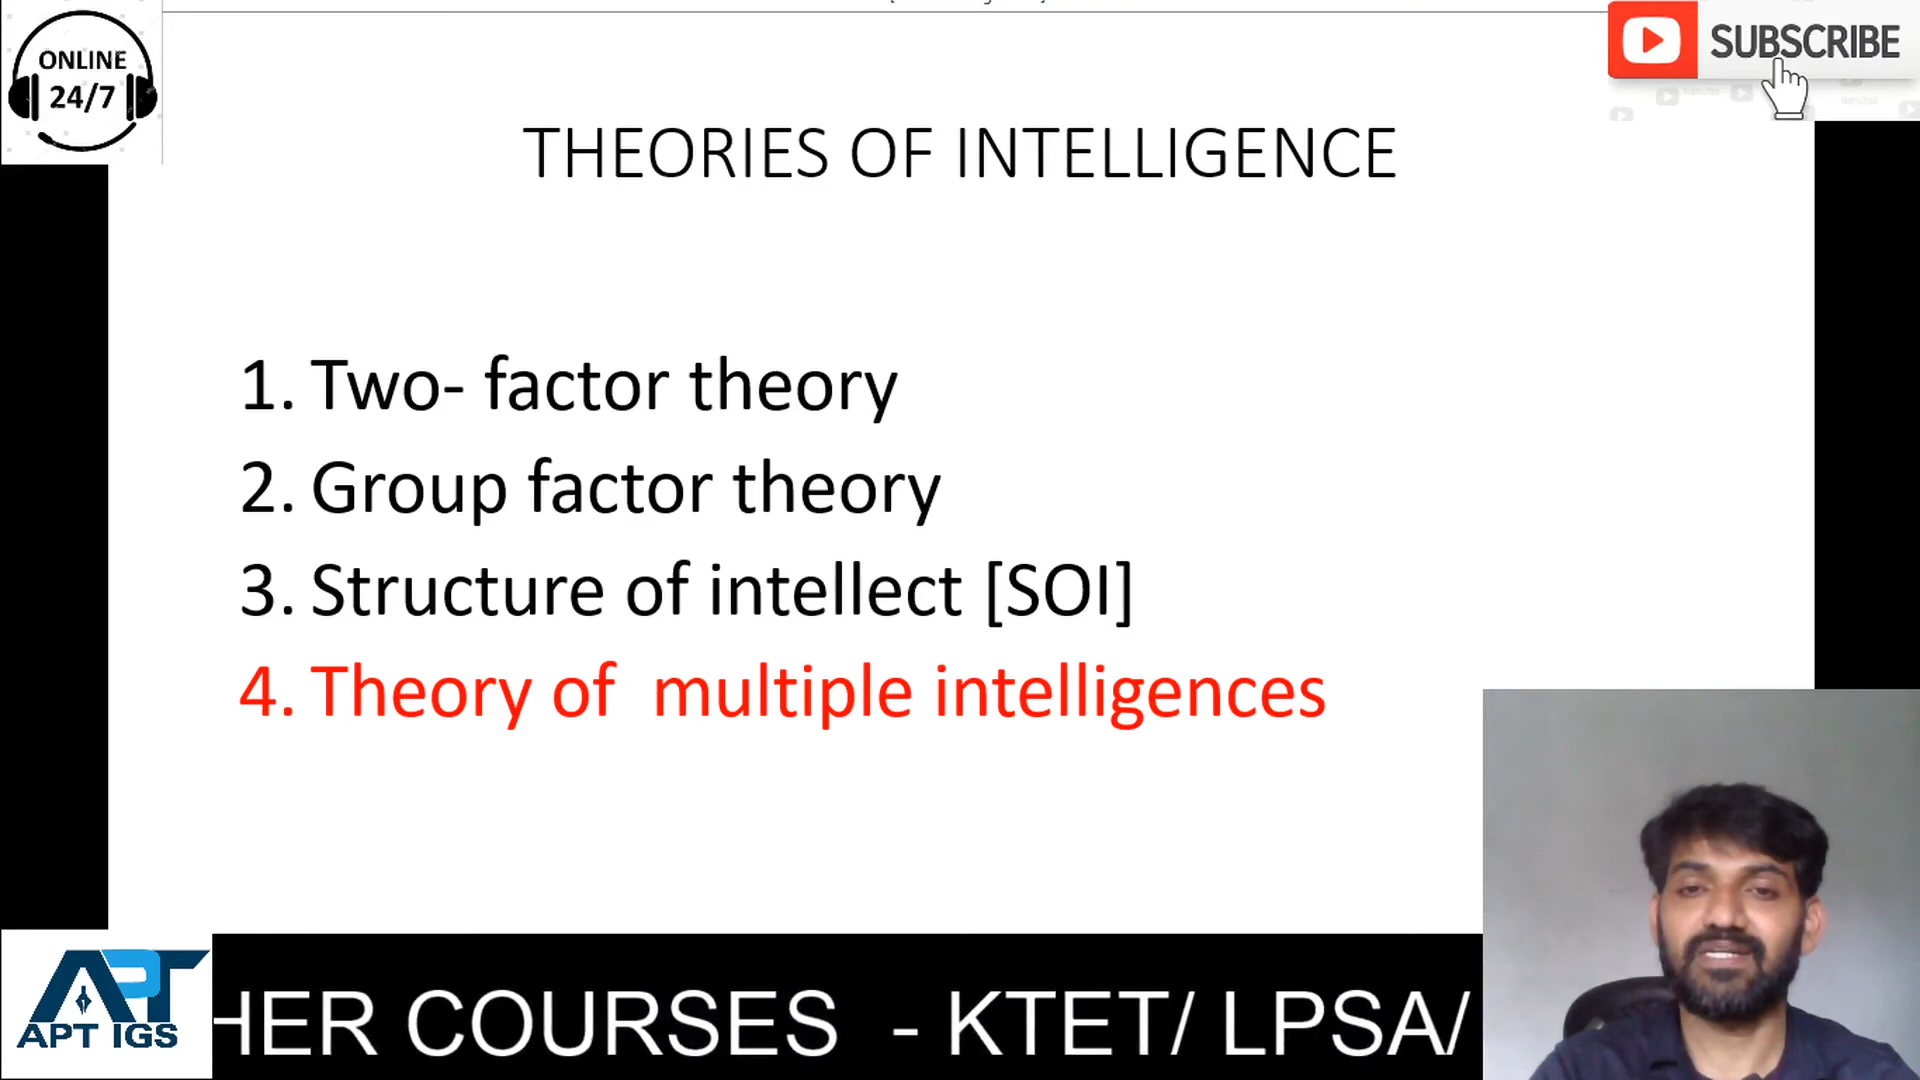 ONLINE
24/7
SUBSCRIBE
THEORIES OF INTELLIGENCE
1. Two- factor theory
2. Group factor theory
3. Structure of intellect [SOI]
4. Theory of  multiple intelligences
APT IGS
HER COURSES  - KTET/ LPSA/